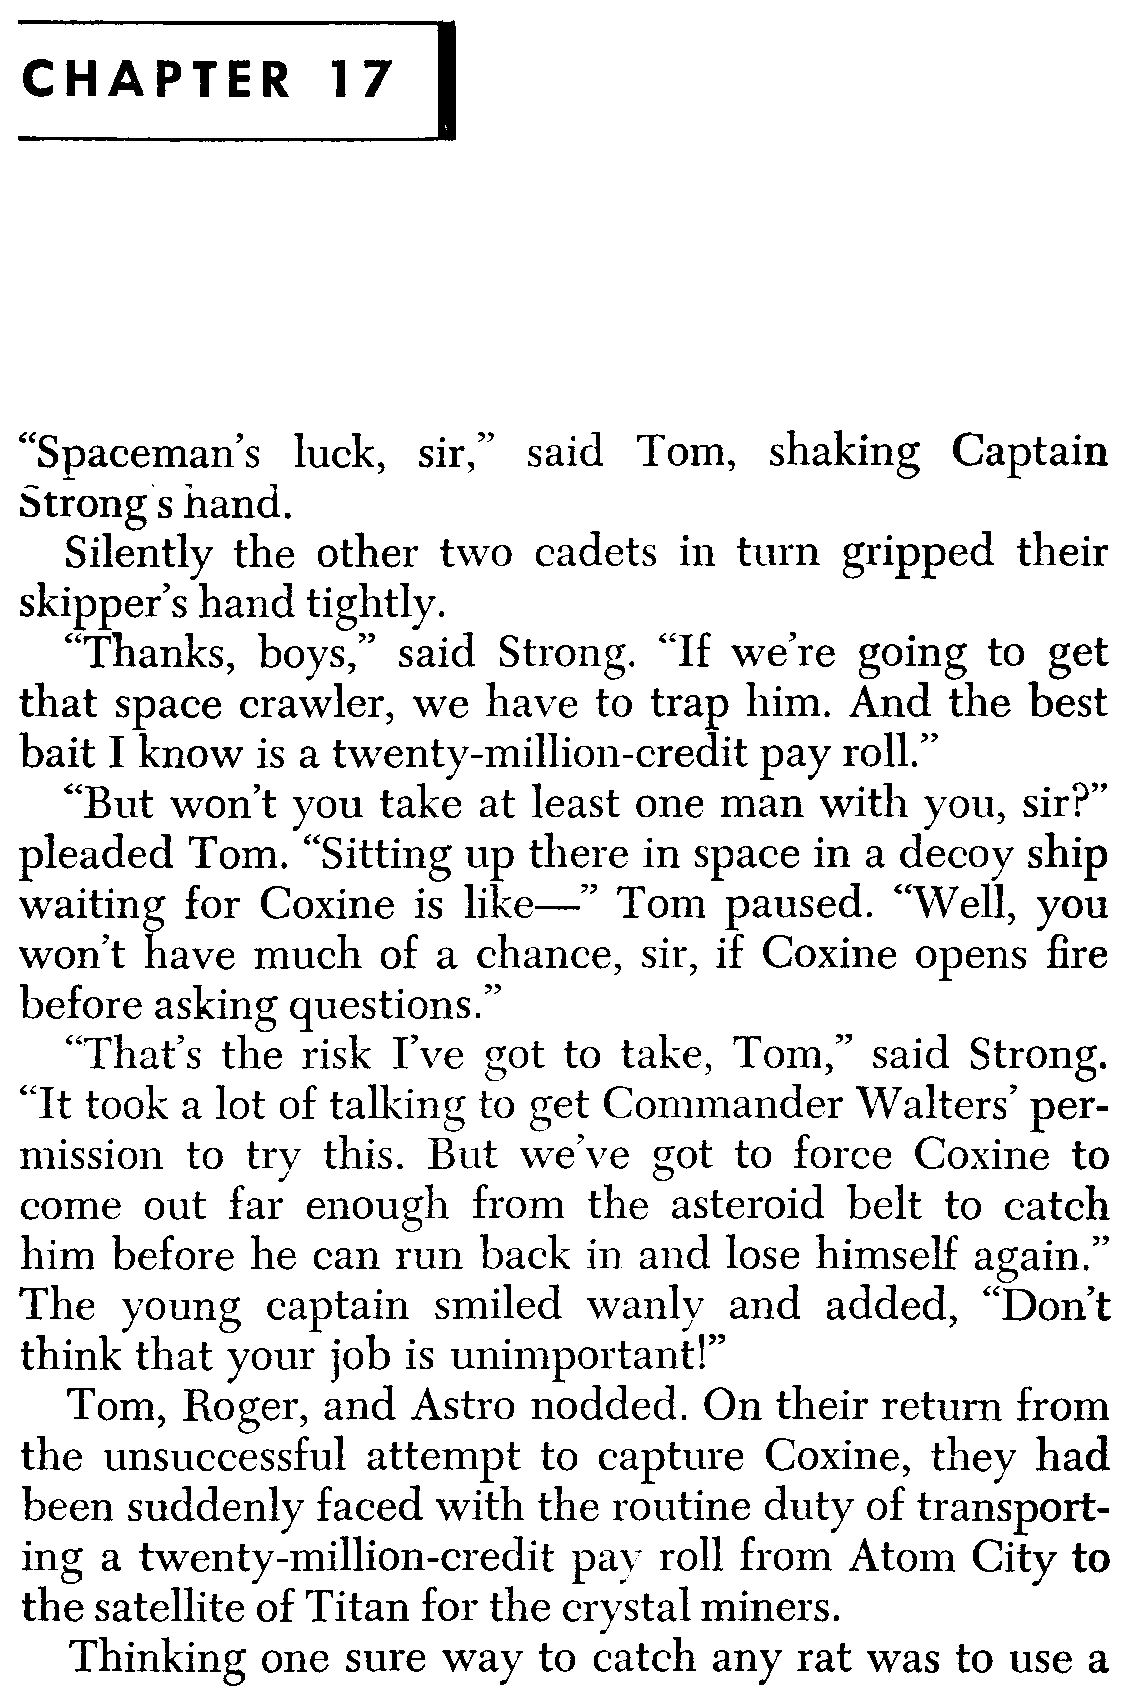 CHAPTER 17
“Spaceman’s luck, sir,” said Tom, shaking Captain
Strong’s hand.
Silently the other two cadets in turn gripped their
skipper’s hand tightly.
“Thanks, boys,” said Strong. “If we’re going to get
that space crawler, we have to trap him. And the best
bait I know is a twenty-million-credit pay roll.”
“But won’t you take at least one man with you, sir?”
pleaded Tom. “Sitting up there in space in a decoy ship
waiting for Coxine is like—” Tom paused. “Well, you
won’t have much of a chance, sir, if Coxine opens fire
before asking questions.”
“That’s the risk I’ve got to take, Tom,” said Strong.
“It took a lot of talking to get Commander Walters’ per-
mission to try this. But we’ve got to force Coxine to
come out far enough from the asteroid belt to catch
him before he can run back in and lose himself again.”
The young captain smiled wanly and added, “Don’t
think that your job is unimportant!”
Tom, Roger, and Astro nodded. On their return from
the unsuccessful attempt to capture Coxine, they had
been suddenly faced with the routine duty of transport-
ing a twenty-million-credit pay roll from Atom City to
the satellite of Titan for the crystal miners.
Thinking one sure way to catch any rat was to use a